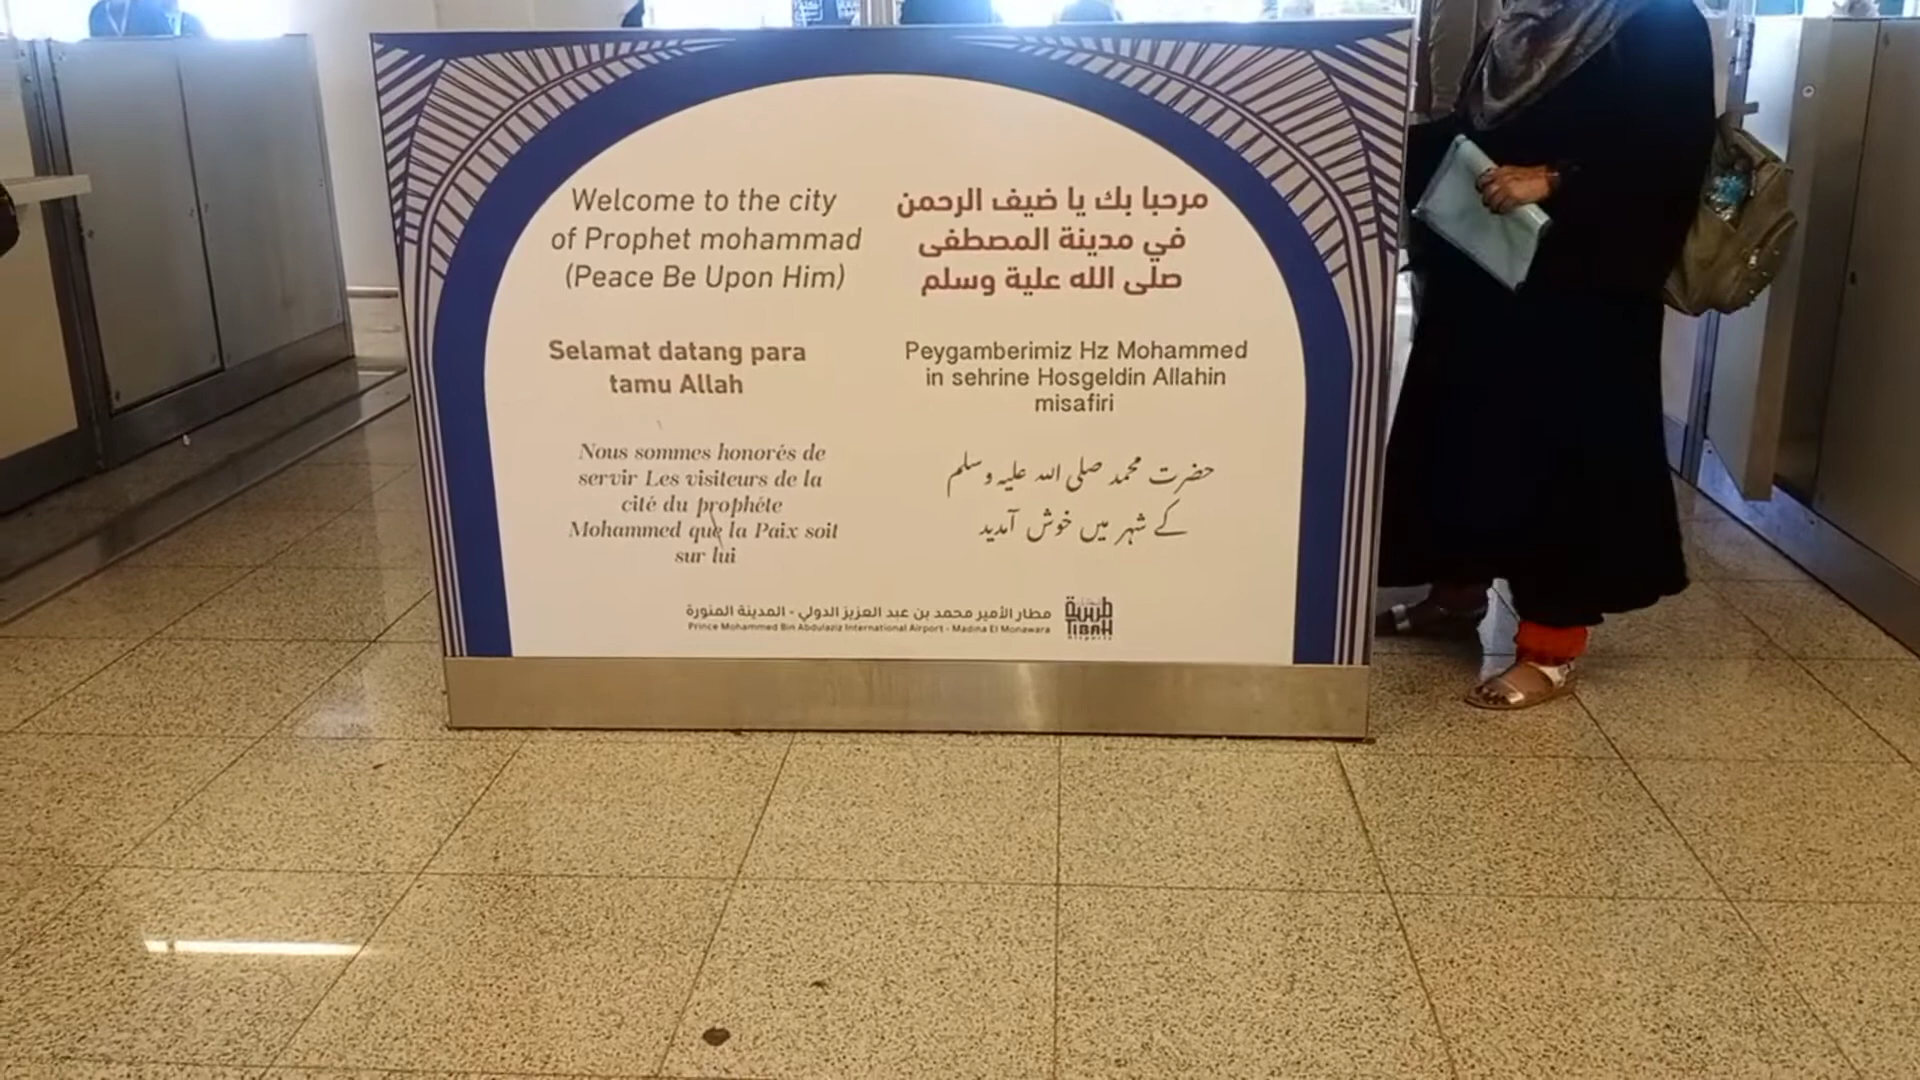 Welcome to the city
of Prophet mohammad
(Peace Be Upon Him)
مرحبا بك يا ضيف الرحمن
في مدينة المصطفى
صلى الله علية وسلم
Selamat datang para
tamu Allah
Peygamberimiz Hz Mohammed
in sehrine Hosgeldin Allahin
misafiri
Nous sommes honorés de
servir Les visiteurs de la
cité du prophéte
Mohammed que la Paix soit
sur lui
حضرت محمد صلی اللہ علیہ وسلم
کے شہر میں خوش آمدید
مطار الأمير محمد بن عبد العزيز الدولي - المدينة المنورة
Prince Mohammed Bin Abdulaziz International Airport - Madina El Monawara
طيبة
TIBAH
Airports